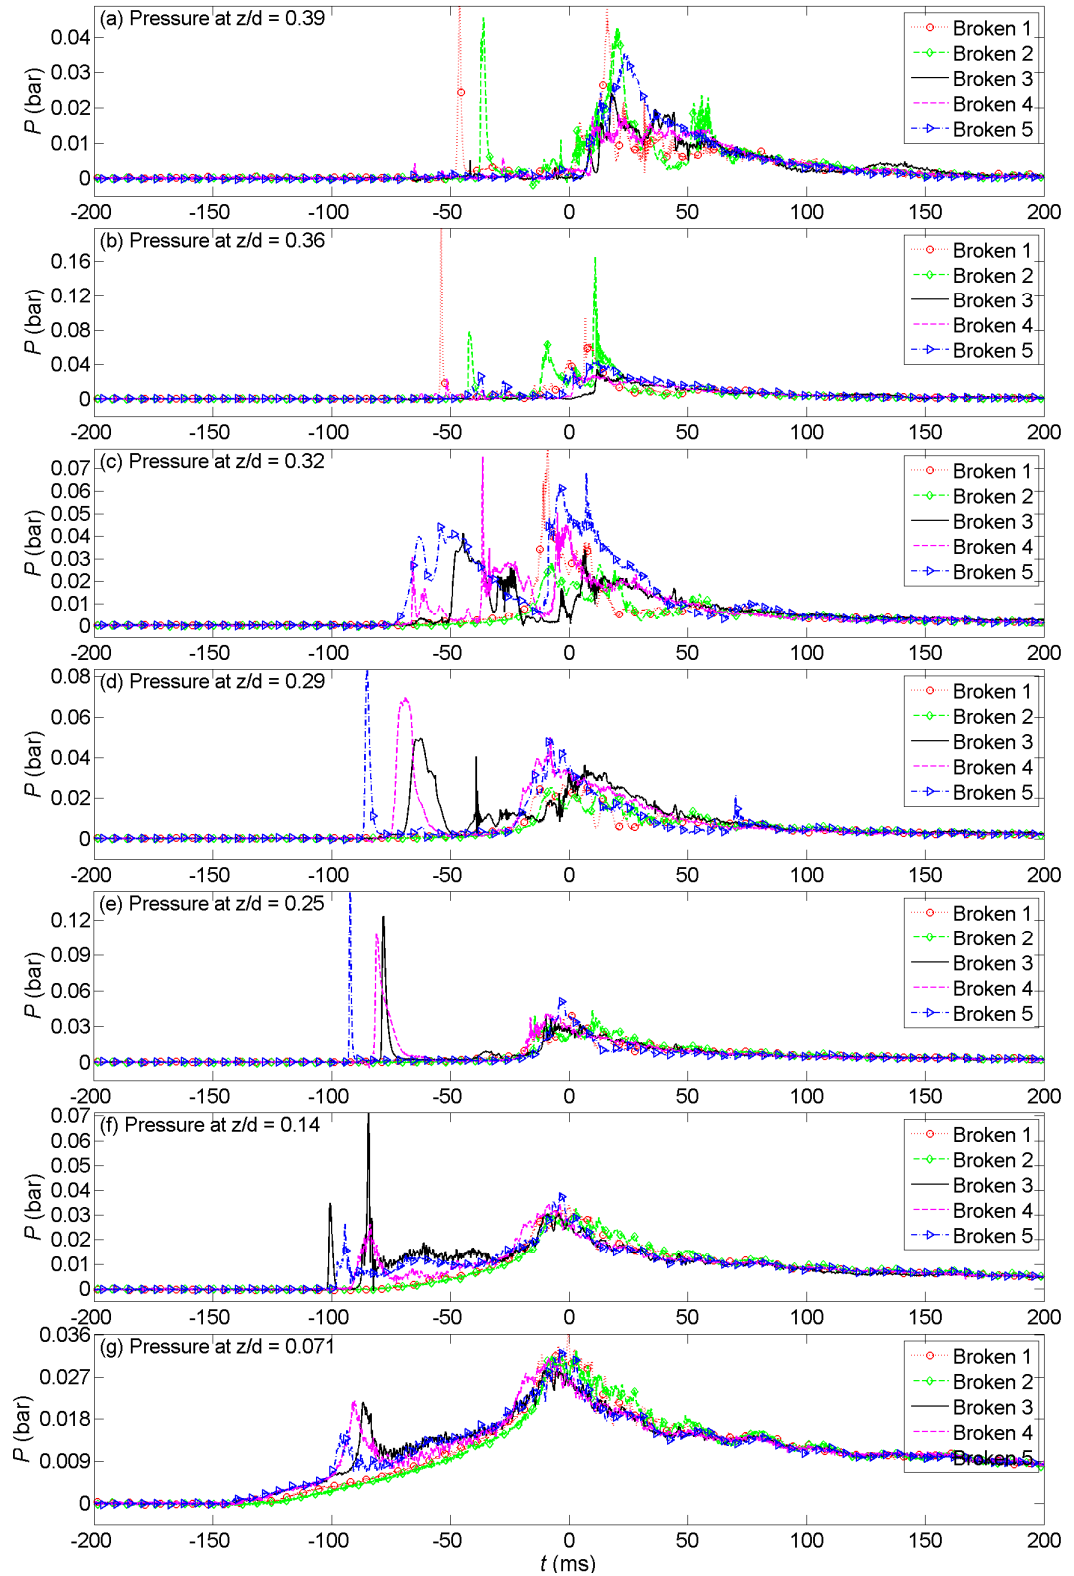 (a) Pressure at z/d = 0.39
P (bar)
0.04
0.03
0.02
0.01
0
Broken 1
Broken 2
Broken 3
Broken 4
Broken 5
-200 -150 -100 -50 0 50 100 150 200
(b) Pressure at z/d = 0.36
P (bar)
0.16
0.12
0.08
0.04
0
Broken 1
Broken 2
Broken 3
Broken 4
Broken 5
-200 -150 -100 -50 0 50 100 150 200
(c) Pressure at z/d = 0.32
P (bar)
0.07
0.06
0.05
0.04
0.03
0.02
0.01
0
Broken 1
Broken 2
Broken 3
Broken 4
Broken 5
-200 -150 -100 -50 0 50 100 150 200
(d) Pressure at z/d = 0.29
P (bar)
0.08
0.06
0.04
0.02
0
Broken 1
Broken 2
Broken 3
Broken 4
Broken 5
-200 -150 -100 -50 0 50 100 150 200
(e) Pressure at z/d = 0.25
P (bar)
0.12
0.09
0.06
0.03
0
Broken 1
Broken 2
Broken 3
Broken 4
Broken 5
-200 -150 -100 -50 0 50 100 150 200
(f) Pressure at z/d = 0.14
P (bar)
0.07
0.06
0.05
0.04
0.03
0.02
0.01
0
Broken 1
Broken 2
Broken 3
Broken 4
Broken 5
-200 -150 -100 -50 0 50 100 150 200
(g) Pressure at z/d = 0.071
P (bar)
0.036
0.027
0.018
0.009
0
Broken 1
Broken 2
Broken 3
Broken 4
Broken 5
-200 -150 -100 -50 0 50 100 150 200
t (ms)